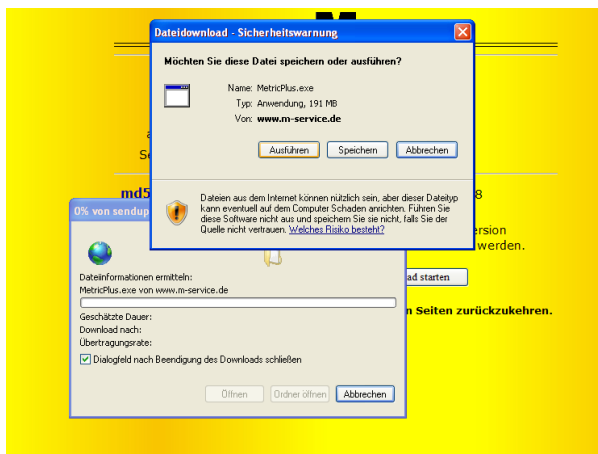 M
Dateidownload - Sicherheitswarnung
Möchten Sie diese Datei speichern oder ausführen?
Name: MetricPlus.exe
Typ: Anwendung, 191 MB
Von: www.m-service.de
Ausführen Speichern Abbrechen
Dateien aus dem Internet können nützlich sein, aber dieser Dateityp
kann eventuell auf dem Computer Schaden anrichten. Führen Sie
diese Software nicht aus und speichern Sie sie nicht, falls Sie der
Quelle nicht vertrauen. Welches Risiko besteht?
md5
8
0% von sendup
werden.
Dateiinformationen ermitteln:
MetricPlus.exe von www.m-service.de
ad starten
Geschätzte Dauer:
Download nach:
Übertragungsrate:
n Seiten zurückzukehren.
Dialogfeld nach Beendigung des Downloads schließen
Öffnen Ordner öffnen Abbrechen